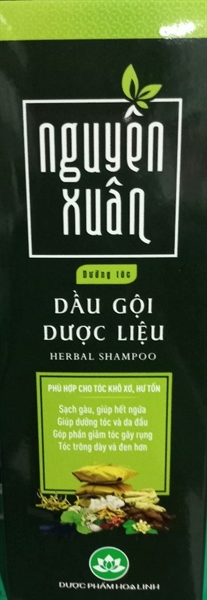 nguyên
xuân
Dưỡng tóc
DẦU GỘI
DƯỢC LIỆU
HERBAL SHAMPOO
PHÙ HỢP CHO TÓC KHÔ XƠ, HƯ TỔN
Sạch gàu, giúp hết ngứa
Giúp dưỡng tóc và da đầu
Góp phần giảm tóc gãy rụng
Tóc trông dày và đen hơn
DƯỢC PHẨM HOA LINH